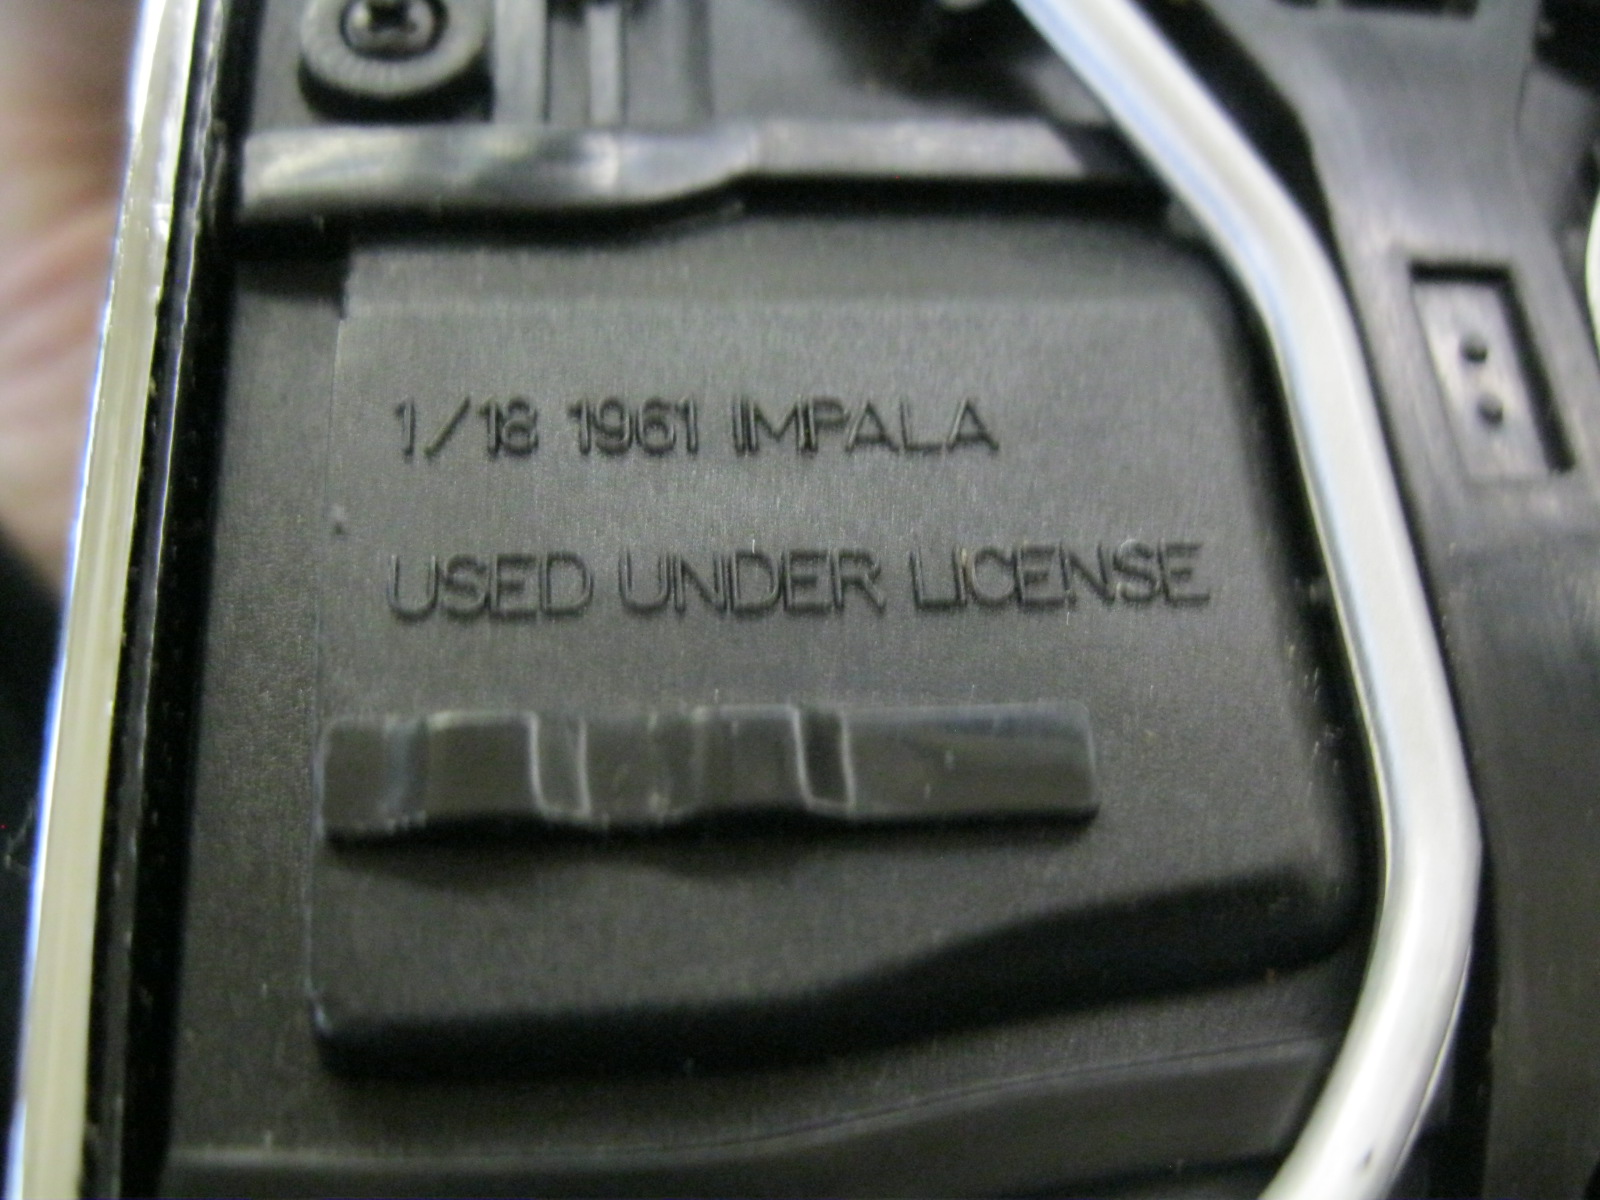 1/18 1961 IMPALA
USED UNDER LICENSE